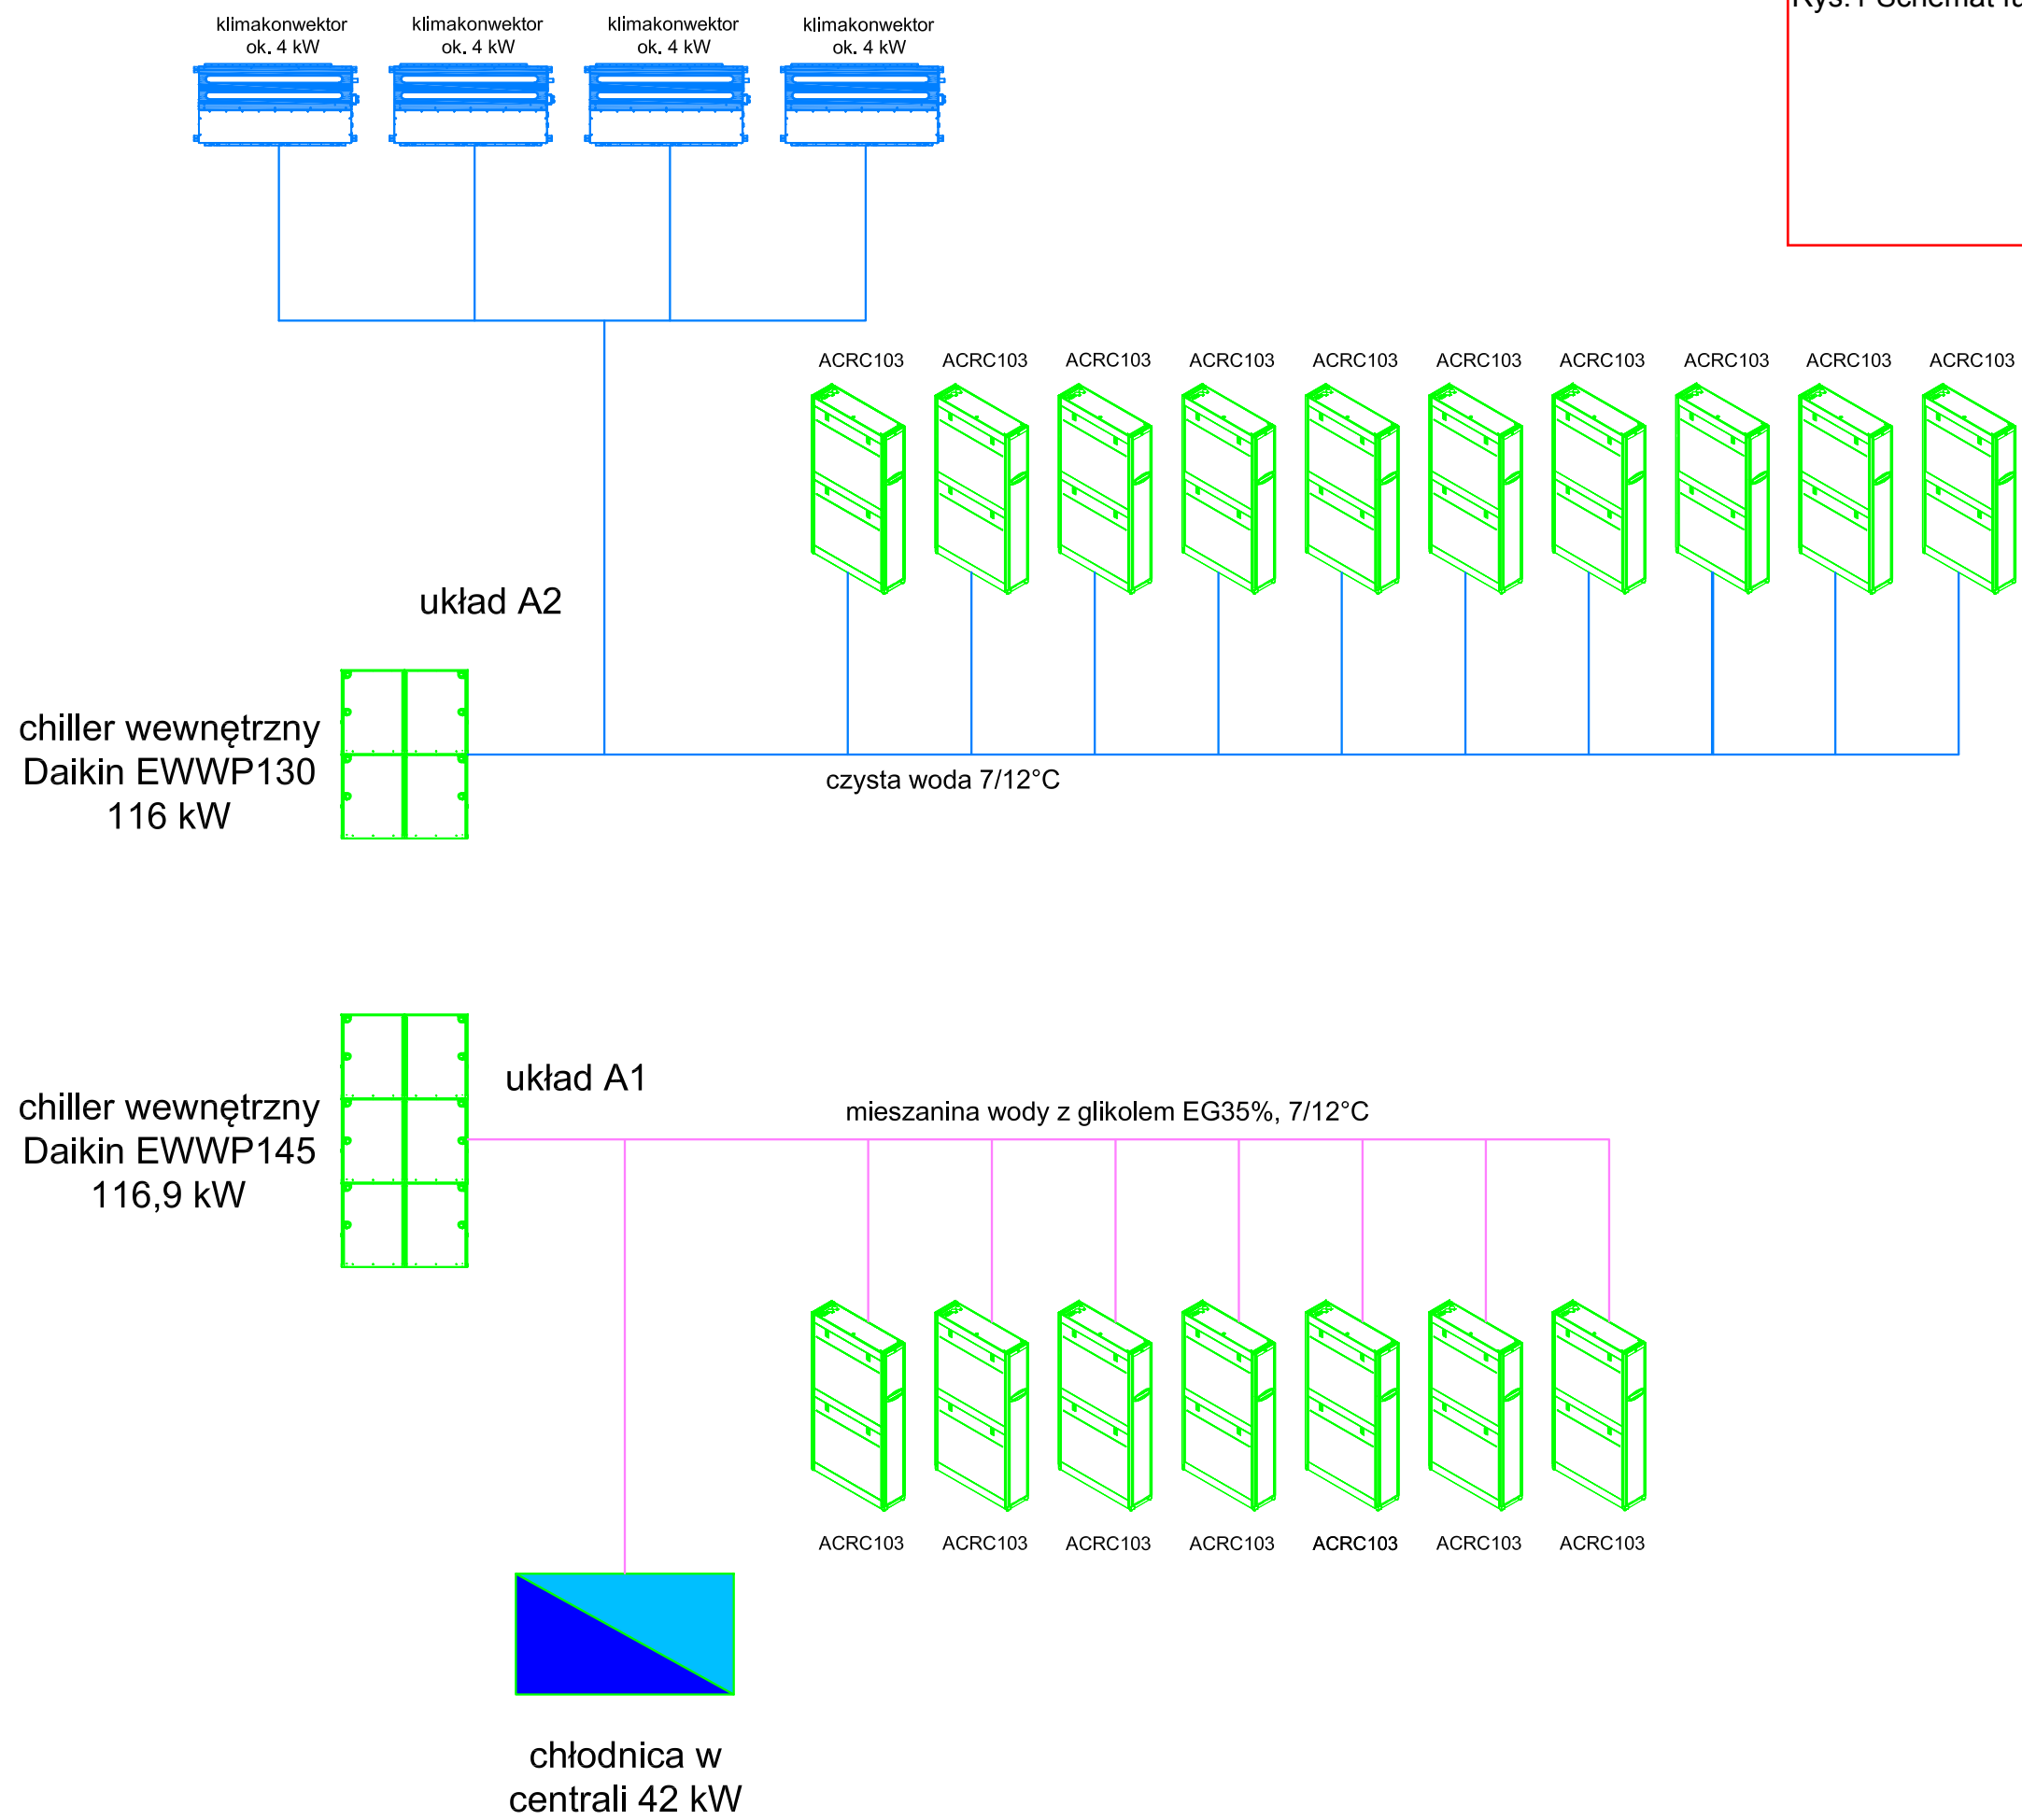 Rys.1 Schemat
klimakonwektor
ok. 4 kW
klimakonwektor
ok. 4 kW
klimakonwektor
ok. 4 kW
klimakonwektor
ok. 4 kW
ACRC103 ACRC103 ACRC103 ACRC103 ACRC103 ACRC103 ACRC103 ACRC103 ACRC103 ACRC103
układ A2
chiller wewnętrzny
Daikin EWWP130
116 kW
czysta woda 7/12°C
układ A1
chiller wewnętrzny
Daikin EWWP145
116,9 kW
mieszanina wody z glikolem EG35%, 7/12°C
ACRC103 ACRC103 ACRC103 ACRC103 ACRC103 ACRC103 ACRC103
chłodnica w
centrali 42 kW